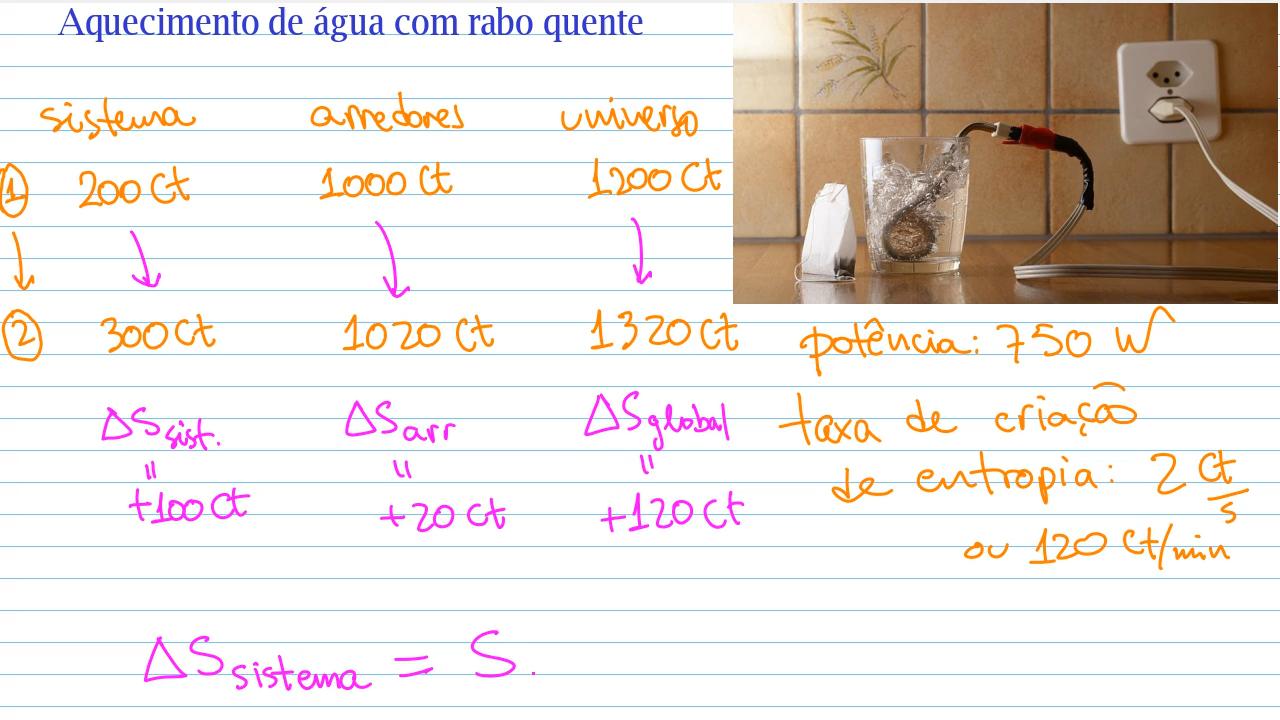 Aquecimento de água com rabo quente
sistema arredores universo
1 200 Ct 1000 Ct 1200 Ct
2 300 Ct 1020 Ct 1320 Ct
ΔSsist. ΔSarr ΔSglobal
= = =
+100 Ct +20 Ct +120 Ct
potência: 750 W
taxa de criação
de entropia: 2 Ct/s
ou 120 Ct/min
ΔSsistema = S.